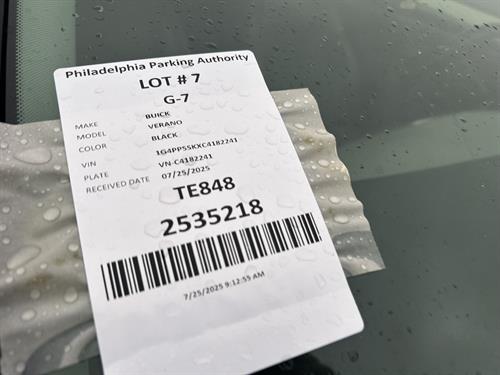 Philadelphia Parking Authority
LOT # 7
G-7
MAKE BUICK
MODEL VERANO
COLOR BLACK
VIN 1G4PP5SKXC4182241
PLATE VN-C4182241
RECEIVED DATE 07/25/2025
TE848
2535218
7/25/2025 9:12:55 AM